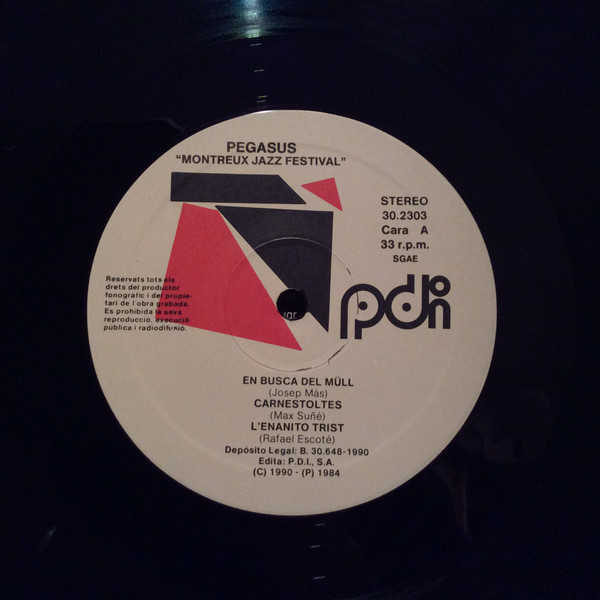 PEGASUS
"MONTREUX JAZZ FESTIVAL"
STEREO
30.2303
Cara A
33 r.p.m.
SGAE
Reservats tots els
drets del productor
fonogràfic i del propie-
tari de l'obra grabada.
Es prohibida la seva
reproducció, execució
pública i radiodifusió.
pdi
EN BUSCA DEL MÜLL
(Josep Más)
CARNESTOLTES
(Max Suñé)
L'ENANITO TRIST
(Rafael Escoté)
Depósito Legal: B. 30.648-1990
Edita: P.D.I., S.A.
(C) 1990 - (P) 1984